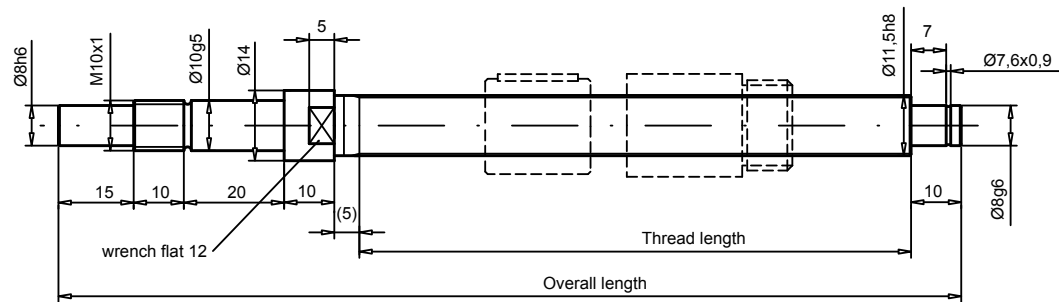 Ø8h6
M10x1
Ø10g5
Ø14
5
Ø11,5h8
7
Ø7,6x0,9
15
10
20
10
(5)
10
Ø8g6
wrench flat 12
Thread length
Overall length